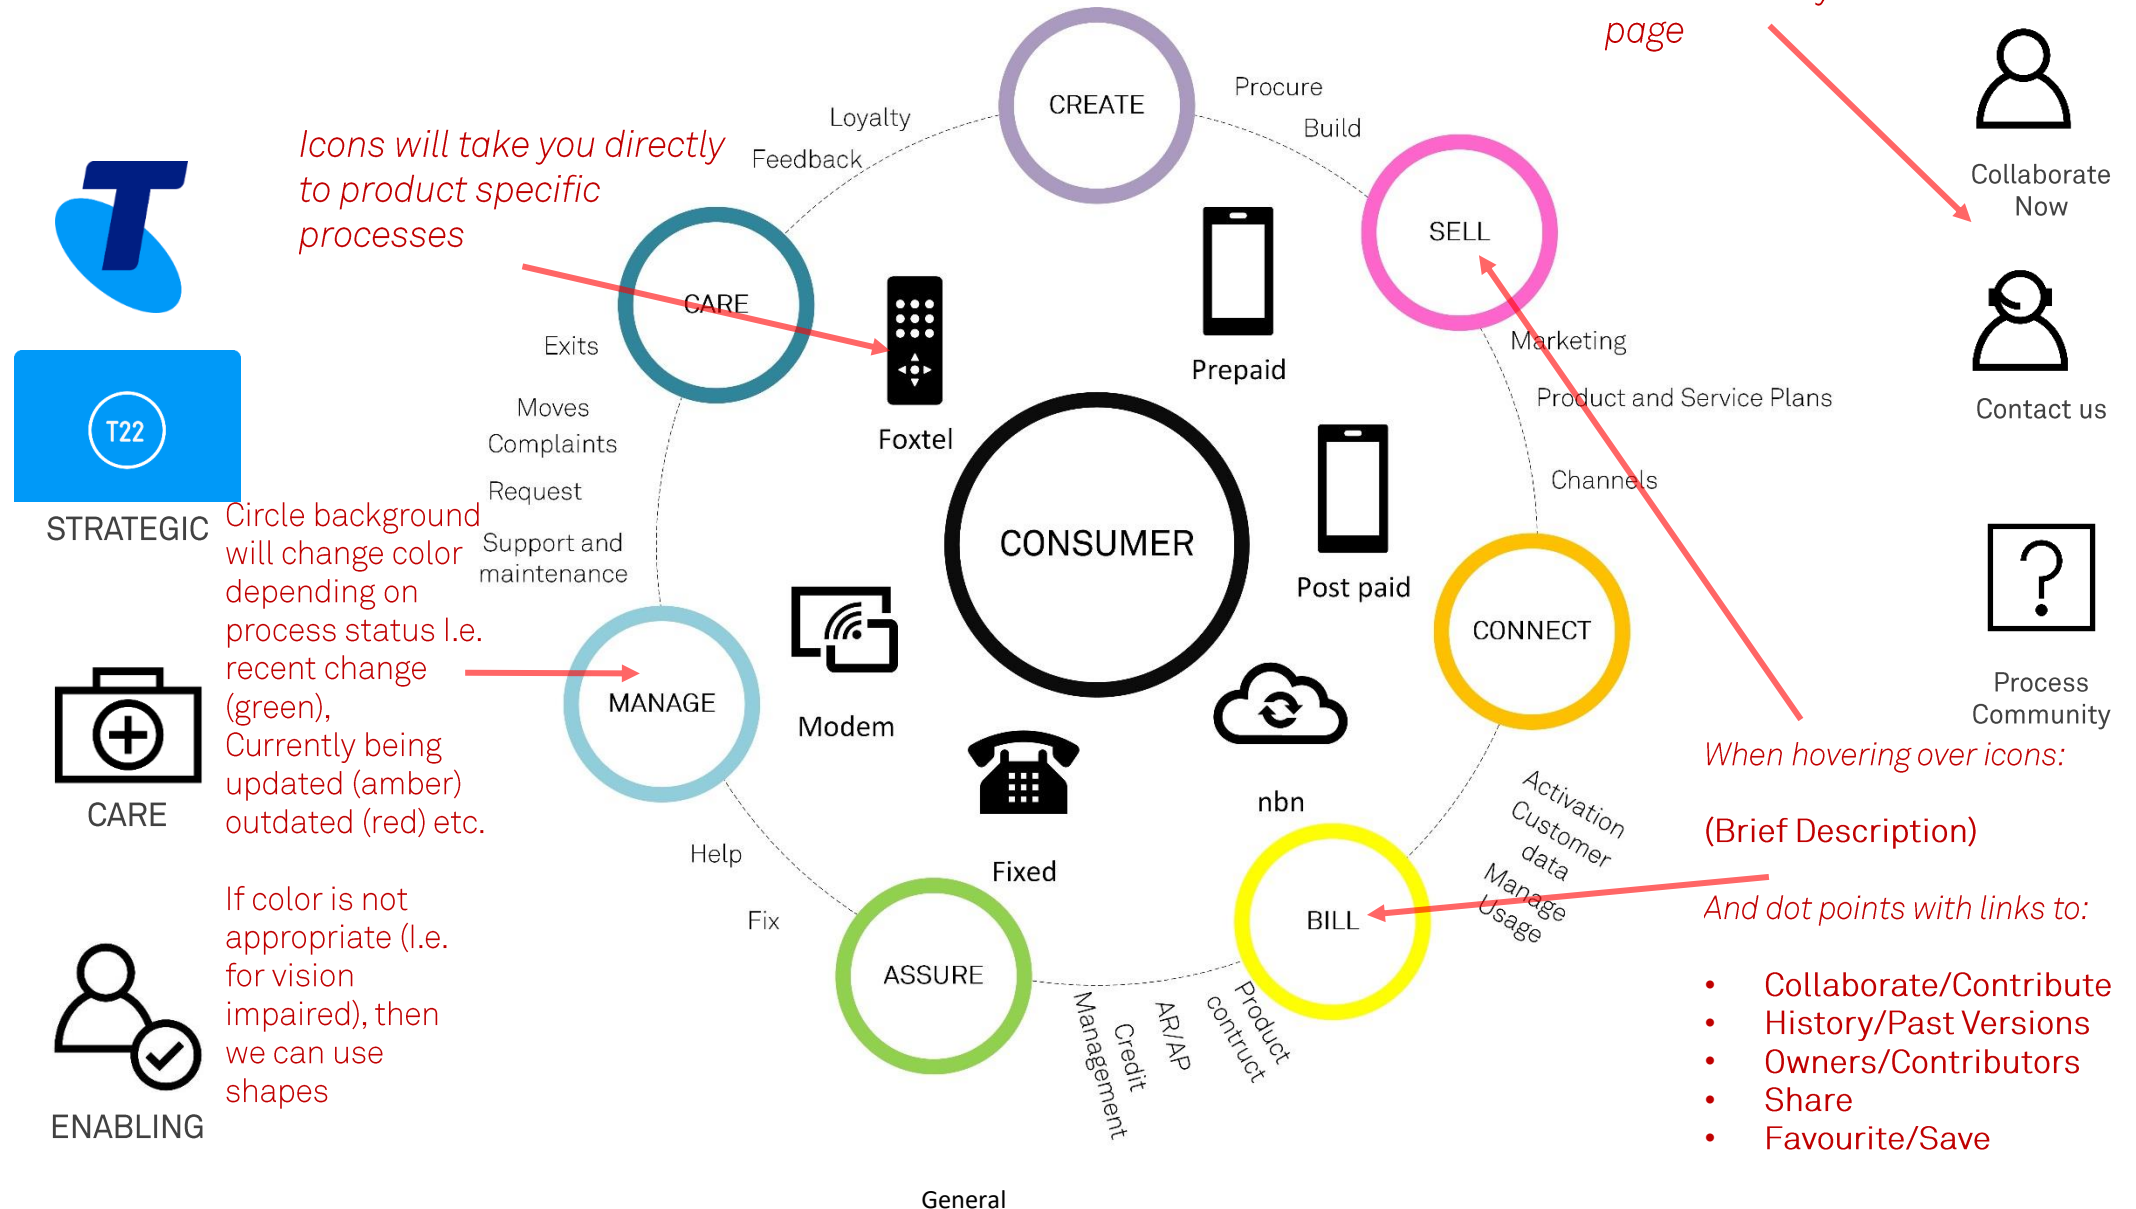 page
CREATE
Procure
Build
Loyalty
Feedback
Icons will take you directly
to product specific
processes
Collaborate
Now
SELL
CARE
Exits
Marketing
Prepaid
Product and Service Plans
Moves
Complaints
Foxtel
Contact us
T22
Request
Channels
STRATEGIC
Circle background
will change color
depending on
process status I.e.
recent change
(green),
Currently being
updated (amber)
outdated (red) etc.
Support and
maintenance
CONSUMER
Post paid
CONNECT
MANAGE
Modem
Process
Community
When hovering over icons:
(Brief Description)
And dot points with links to:
• Collaborate/Contribute
• History/Past Versions
• Owners/Contributors
• Share
• Favourite/Save
nbn
CARE
Activation
Customer
data
Manage
Usage
Help
Fixed
Fix
BILL
If color is not
appropriate (I.e.
for vision
impaired), then
we can use
shapes
ASSURE
Product
contruct
AR/AP
Credit
Management
ENABLING
General